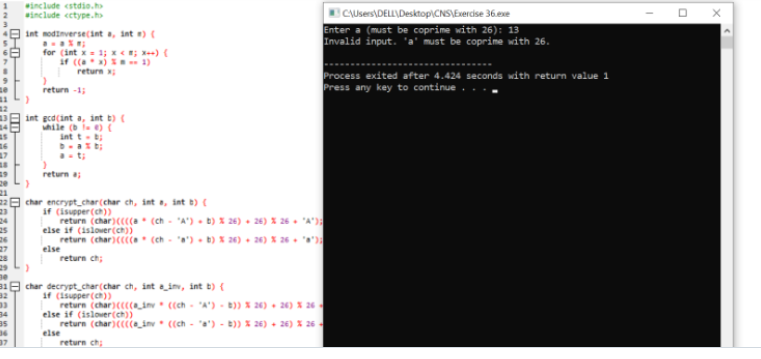 1 #include <stdio.h>
2 #include <ctype.h>
3
4 int modInverse(int a, int m) {
5 a = a % m;
6 for (int x = 1; x < m; x++) {
7 if ((a * x) % m == 1)
8 return x;
9 }
10 return -1;
11 }
12
13 int gcd(int a, int b) {
14 while (b != 0) {
15 int t = b;
16 b = a % b;
17 a = t;
18 }
19 return a;
20 }
21
22 char encrypt_char(char ch, int a, int b) {
23 if (isupper(ch))
24 return (char)((((a * (ch - 'A') + b) % 26) + 26) % 26 + 'A');
25 else if (islower(ch))
26 return (char)((((a * (ch - 'a') + b) % 26) + 26) % 26 + 'a');
27 else
28 return ch;
29 }
30
31 char decrypt_char(char ch, int a_inv, int b) {
32 if (isupper(ch))
33 return (char)((((a_inv * ((ch - 'A') - b)) % 26) + 26) % 26 +
34 else if (islower(ch))
35 return (char)((((a_inv * ((ch - 'a') - b)) % 26) + 26) % 26 +
36 else
37 return ch;
C:\Users\DELL\Desktop\CNS\Exercise 36.exe
Enter a (must be coprime with 26): 13
Invalid input. 'a' must be coprime with 26.
--------------------------------
Process exited after 4.424 seconds with return value 1
Press any key to continue . . .